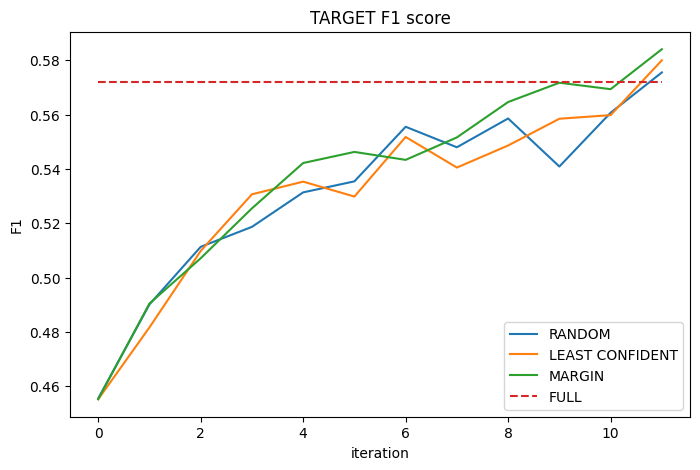 TARGET F1 score
0.58
0.56
0.54
0.52
0.50
0.48
0.46
F1
0
2
4
6
8
10
iteration
RANDOM
LEAST CONFIDENT
MARGIN
FULL